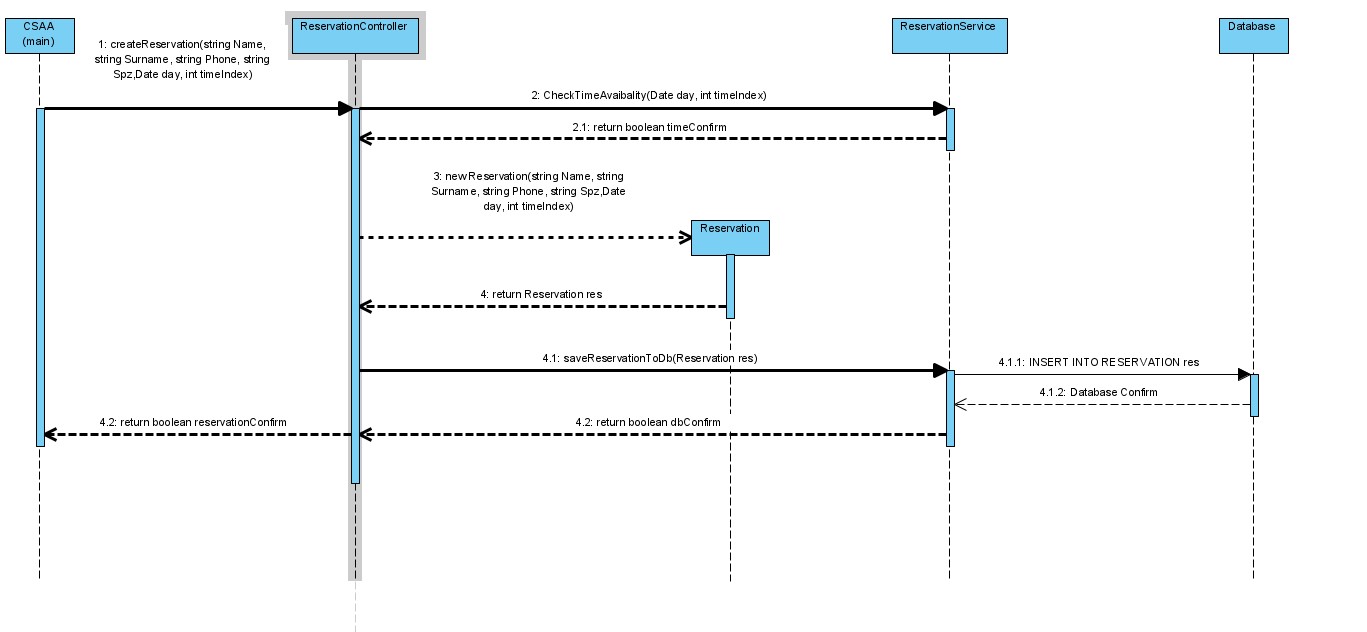 CSAA
(main)
ReservationController
ReservationService
Database
1: createReservation(string Name,
string Surname, string Phone, string
Spz,Date day, int timeIndex)
2: CheckTimeAvaibality(Date day, int timeIndex)
2.1: return boolean timeConfirm
3: newReservation(string Name, string
Surname, string Phone, string Spz,Date
day, int timeIndex)
Reservation
4: return Reservation res
4.1: saveReservationToDb(Reservation res)
4.1.1: INSERT INTO RESERVATION res
4.1.2: Database Confirm
4.2: return boolean reservationConfirm
4.2: return boolean dbConfirm